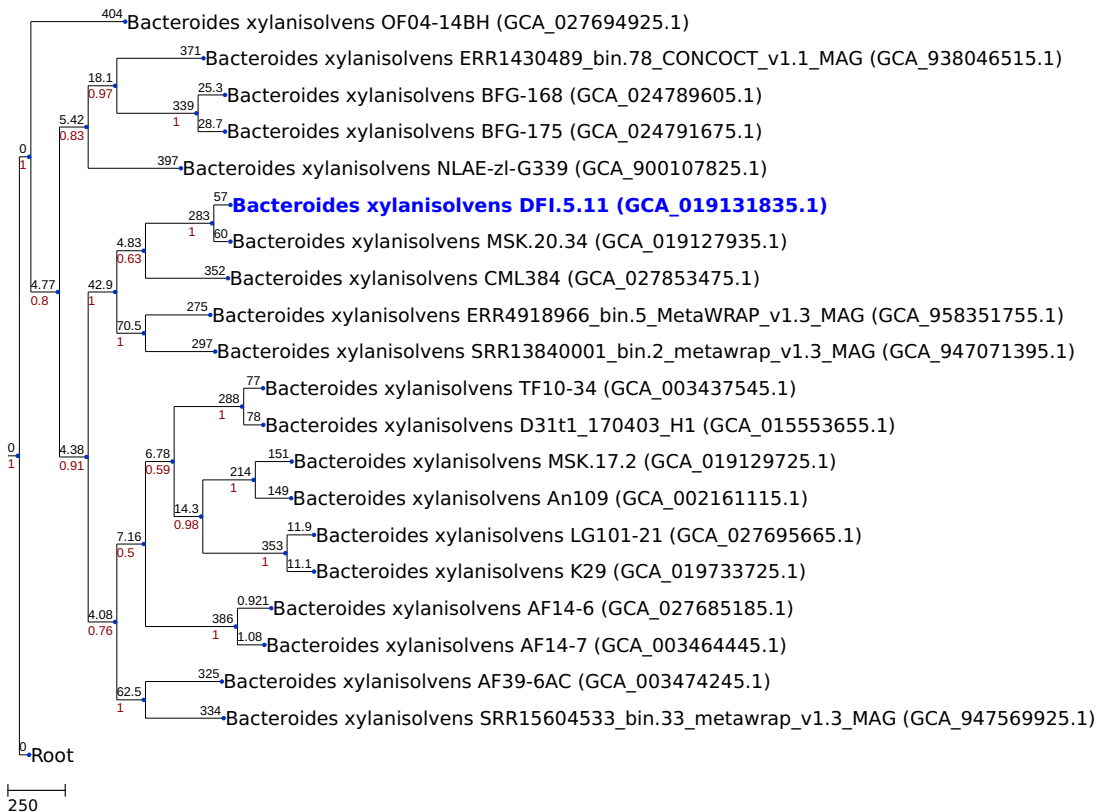 404 Bacteroides xylanisolvens OF04-14BH (GCA_027694925.1)
371 Bacteroides xylanisolvens ERR1430489_bin.78_CONCOCT_v1.1_MAG (GCA_938046515.1)
18.1
0.97
25.3 Bacteroides xylanisolvens BFG-168 (GCA_024789605.1)
339
1
28.7 Bacteroides xylanisolvens BFG-175 (GCA_024791675.1)
5.42
0.83
0
1
397 Bacteroides xylanisolvens NLAE-zl-G339 (GCA_900107825.1)
57 Bacteroides xylanisolvens DFI.5.11 (GCA_019131835.1)
283
1
60 Bacteroides xylanisolvens MSK.20.34 (GCA_019127935.1)
4.83
0.63
352 Bacteroides xylanisolvens CML384 (GCA_027853475.1)
4.77
0.8
42.9
1
275 Bacteroides xylanisolvens ERR4918966_bin.5_MetaWRAP_v1.3_MAG (GCA_958351755.1)
70.5
1
297 Bacteroides xylanisolvens SRR13840001_bin.2_metawrap_v1.3_MAG (GCA_947071395.1)
77 Bacteroides xylanisolvens TF10-34 (GCA_003437545.1)
288
1
78 Bacteroides xylanisolvens D31t1_170403_H1 (GCA_015553655.1)
0
1
4.38
0.91
6.78
0.59
151 Bacteroides xylanisolvens MSK.17.2 (GCA_019129725.1)
214
1
149 Bacteroides xylanisolvens An109 (GCA_002161115.1)
14.3
0.98
11.9 Bacteroides xylanisolvens LG101-21 (GCA_027695665.1)
353
1
11.1 Bacteroides xylanisolvens K29 (GCA_019733725.1)
7.16
0.5
0.921 Bacteroides xylanisolvens AF14-6 (GCA_027685185.1)
386
1
1.08 Bacteroides xylanisolvens AF14-7 (GCA_003464445.1)
4.08
0.76
325 Bacteroides xylanisolvens AF39-6AC (GCA_003474245.1)
62.5
1
334 Bacteroides xylanisolvens SRR15604533_bin.33_metawrap_v1.3_MAG (GCA_947569925.1)
0 Root
250